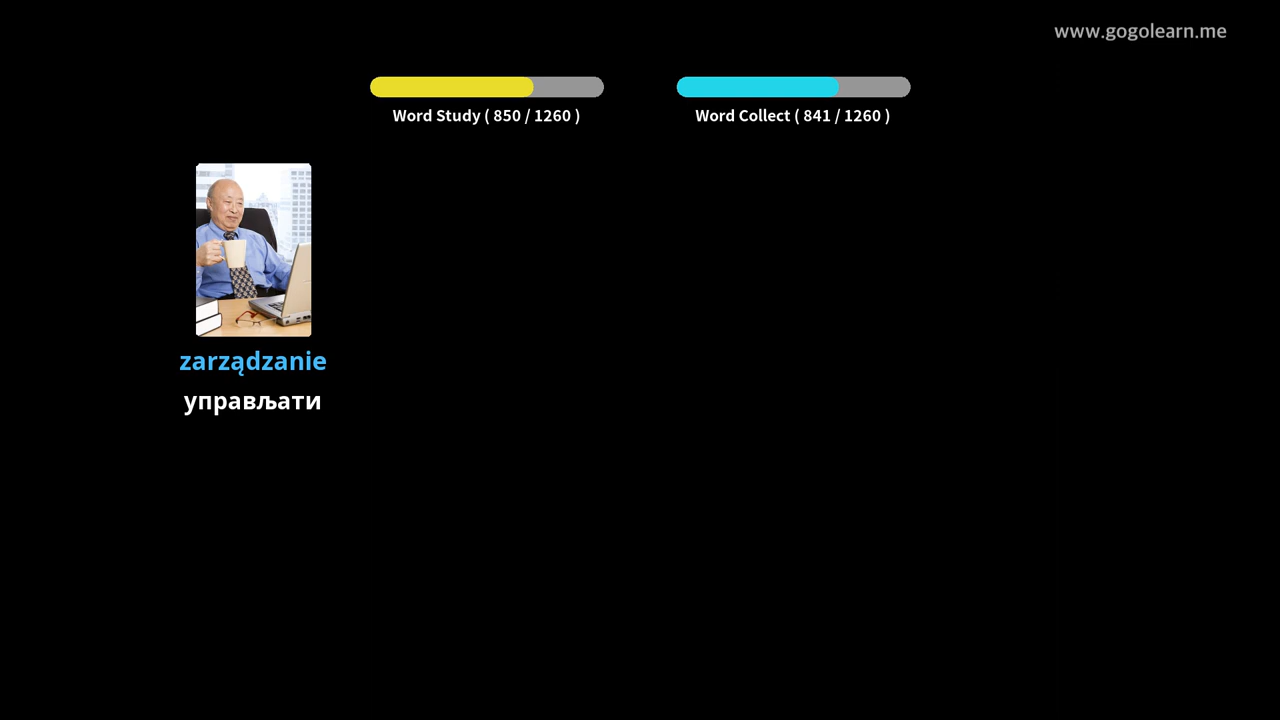 www.gogolearn.me
Word Study ( 850 / 1260 )
Word Collect ( 841 / 1260 )
zarządzanie
управљати